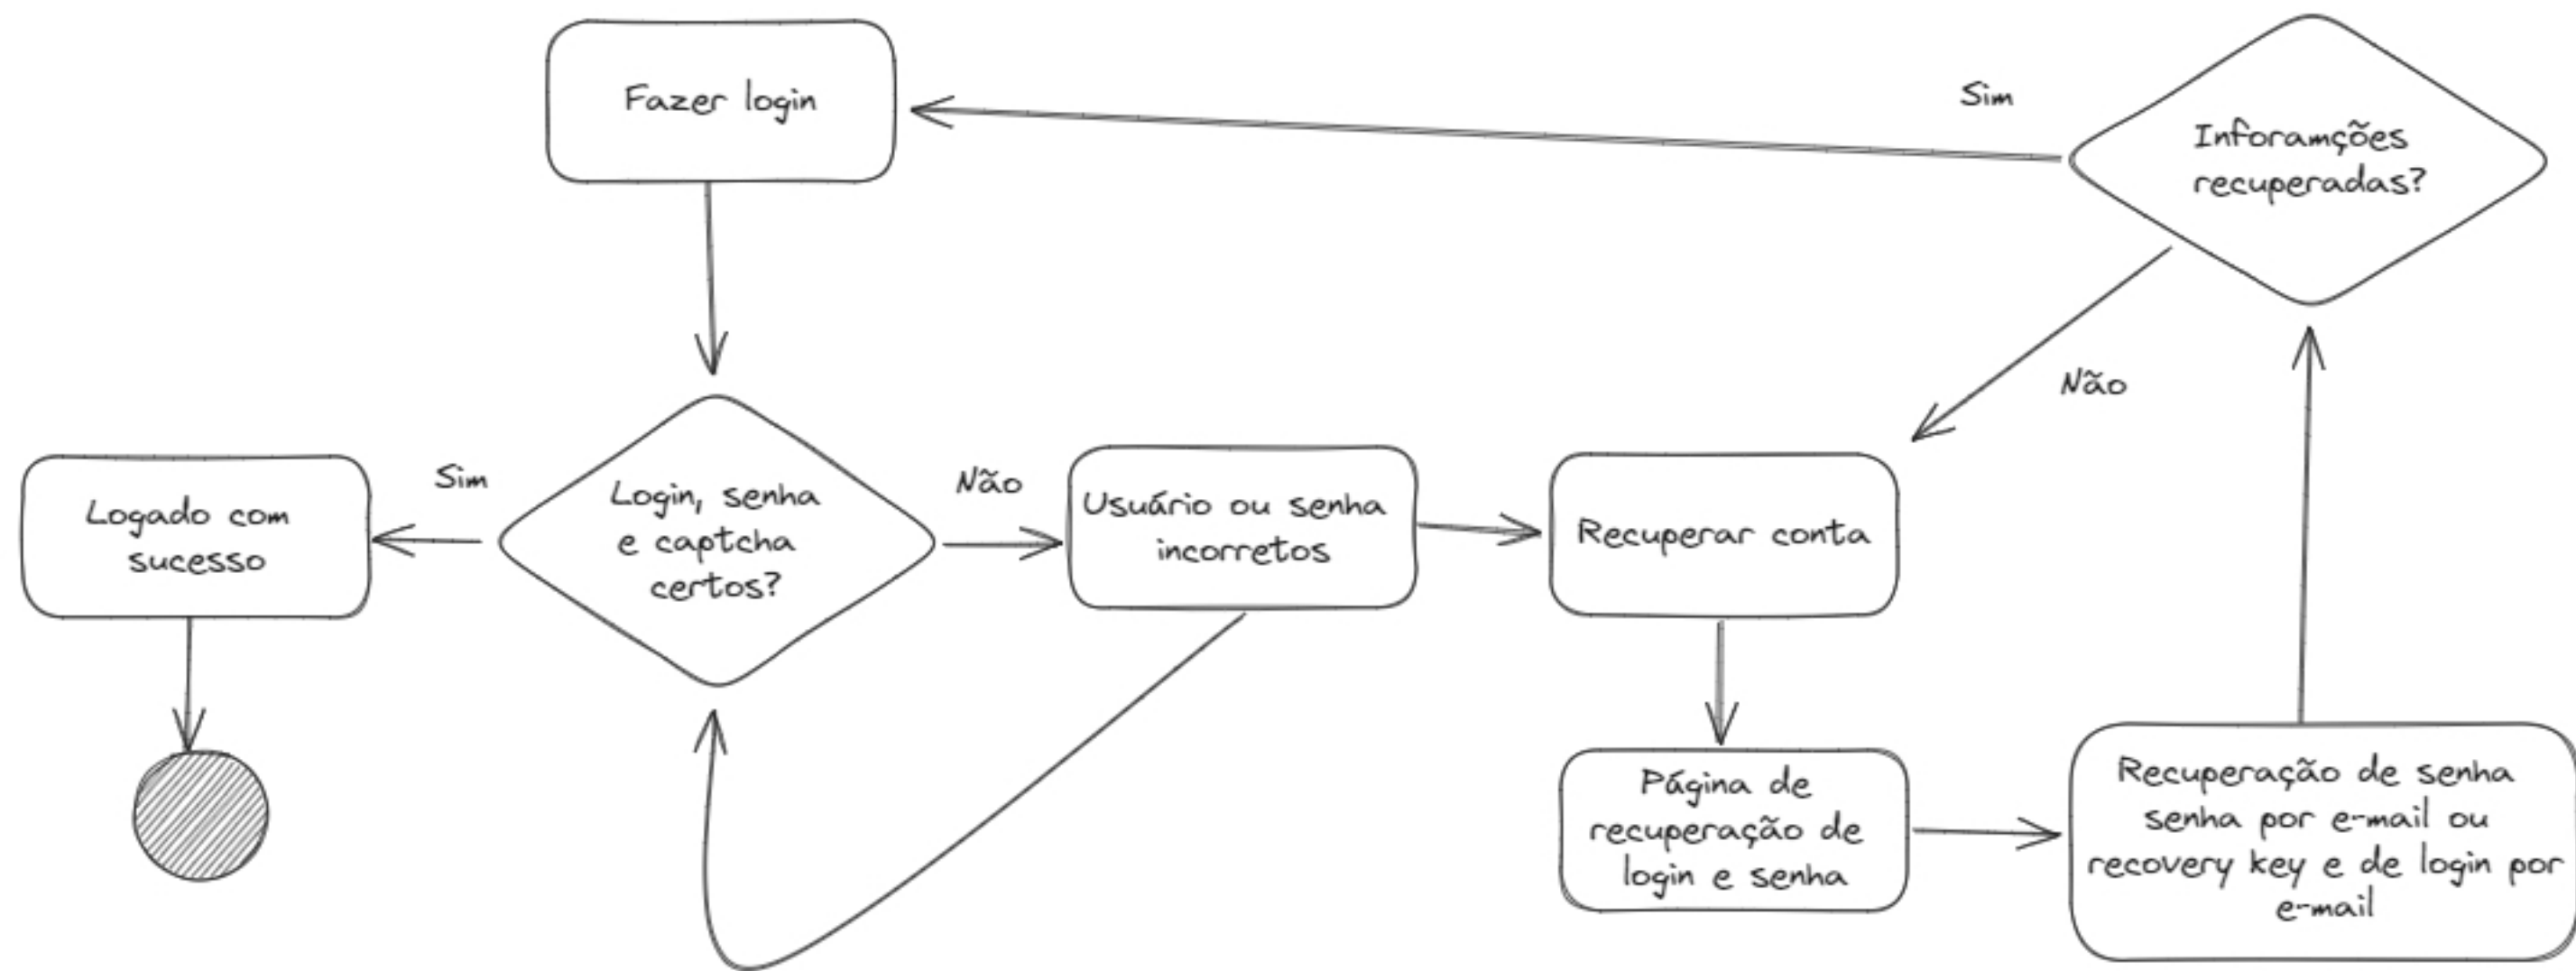 Fazer login
Sim
Inforamções
recuperadas?
Não
Logado com
sucesso
Sim
Login, senha
e captcha
certos?
Não
Usuário ou senha
incorretos
Recuperar conta
Página de
recuperação de
login e senha
Recuperação de senha
senha por e-mail ou
recovery key e de login por
e-mail